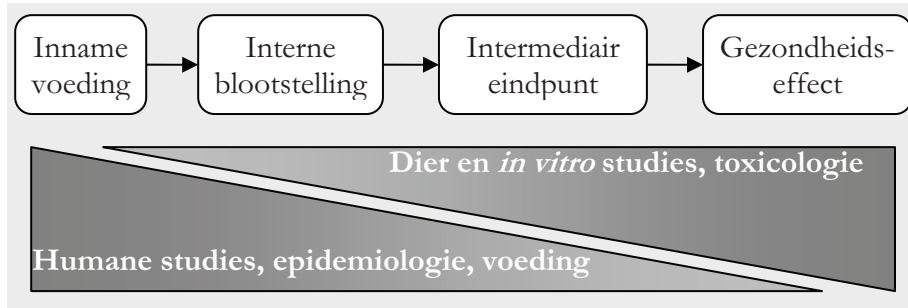 Inname
voeding
Interne
blootstelling
Intermediair
eindpunt
Gezondheids-
effect
Dier en in vitro studies, toxicologie
Humane studies, epidemiologie, voeding